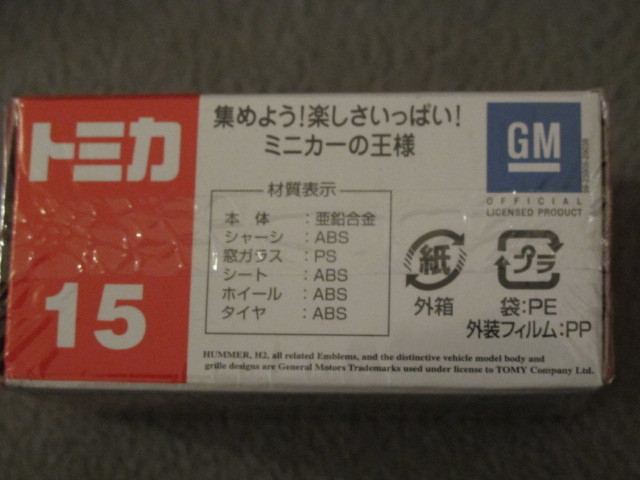 トミカ
15
集めよう!楽しさいっぱい!
ミニカーの王様
材質表示
本体:亜鉛合金
シャーシ:ABS
窓ガラス:PS
シート:ABS
ホイール:ABS
タイヤ:ABS
GM
OFFICIAL
LICENSED PRODUCT
紙
外箱
プラ
袋:PE
外装フィルム:PP
HUMMER, H2, all related Emblems, and the distinctive vehicle model body and
grille designs are General Motors Trademarks used under license to TOMY Company Ltd.